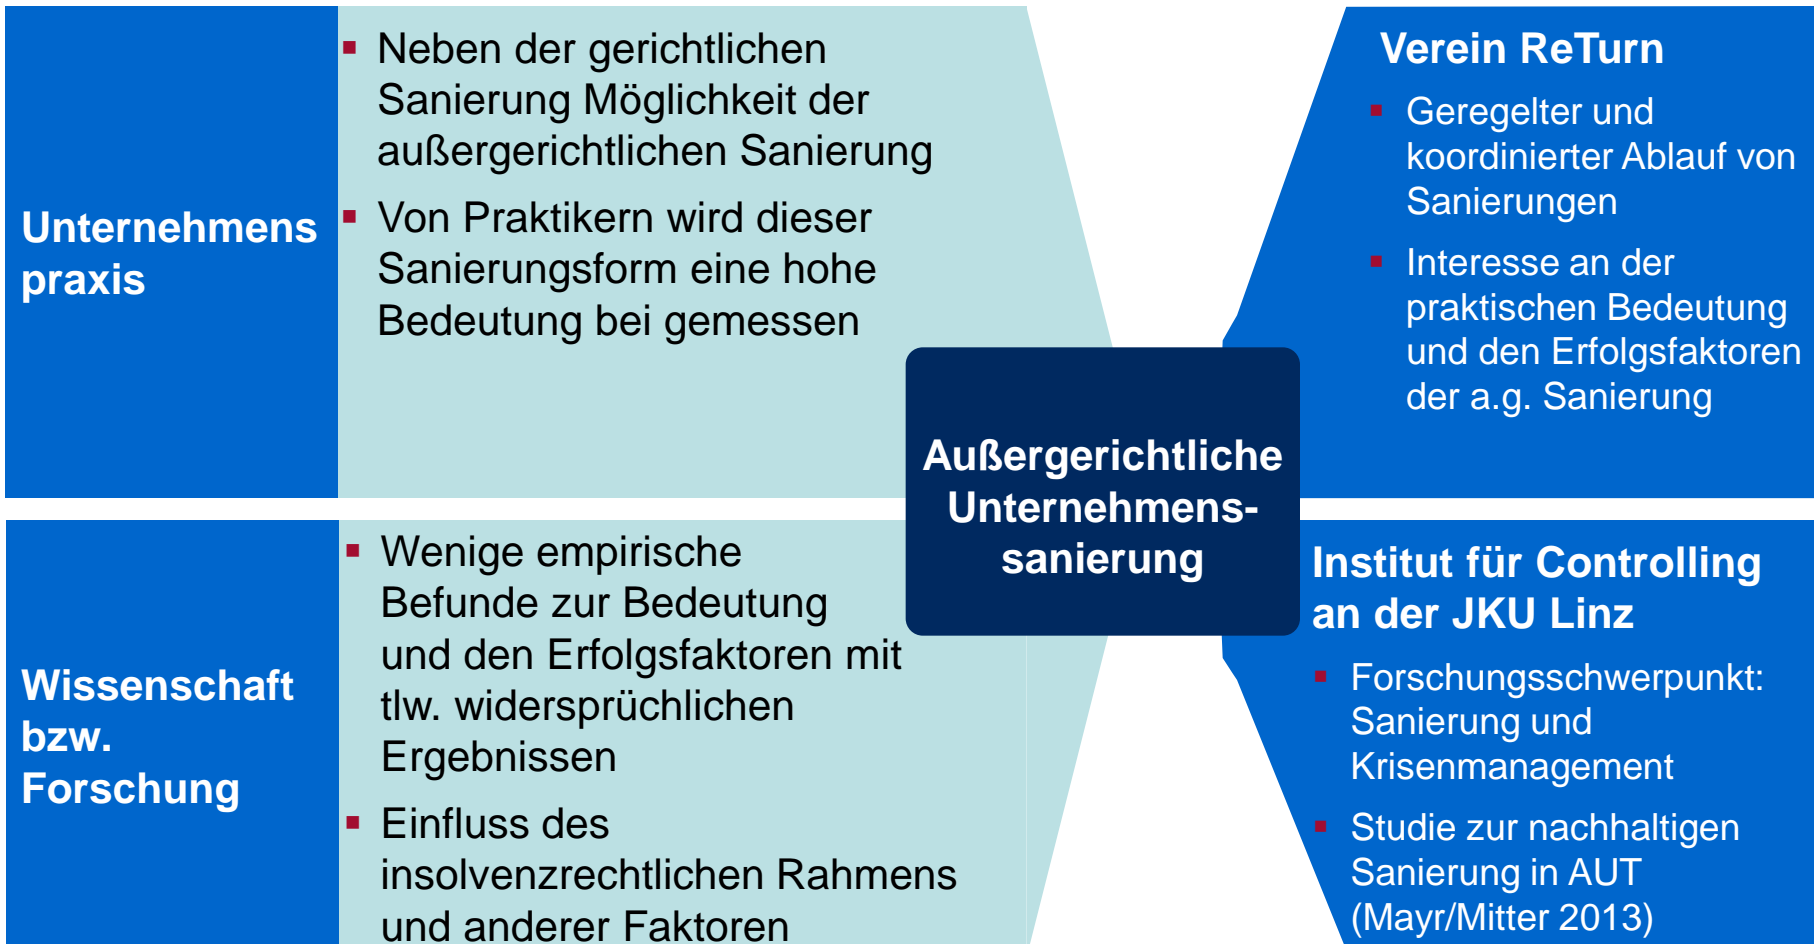 Unternehmens
praxis
Neben der gerichtlichen
Sanierung Möglichkeit der
außergerichtlichen Sanierung
Von Praktikern wird dieser
Sanierungsform eine hohe
Bedeutung bei gemessen
Verein ReTurn
Geregelter und
koordinierter Ablauf von
Sanierungen
Interesse an der
praktischen Bedeutung
und den Erfolgsfaktoren
der a.g. Sanierung
Außergerichtliche
Unternehmens-
sanierung
Wissenschaft
bzw.
Forschung
Wenige empirische
Befunde zur Bedeutung
und den Erfolgsfaktoren mit
tlw. widersprüchlichen
Ergebnissen
Einfluss des
insolvenzrechtlichen Rahmens
und anderer Faktoren
Institut für Controlling
an der JKU Linz
Forschungsschwerpunkt:
Sanierung und
Krisenmanagement
Studie zur nachhaltigen
Sanierung in AUT
(Mayr/Mitter 2013)